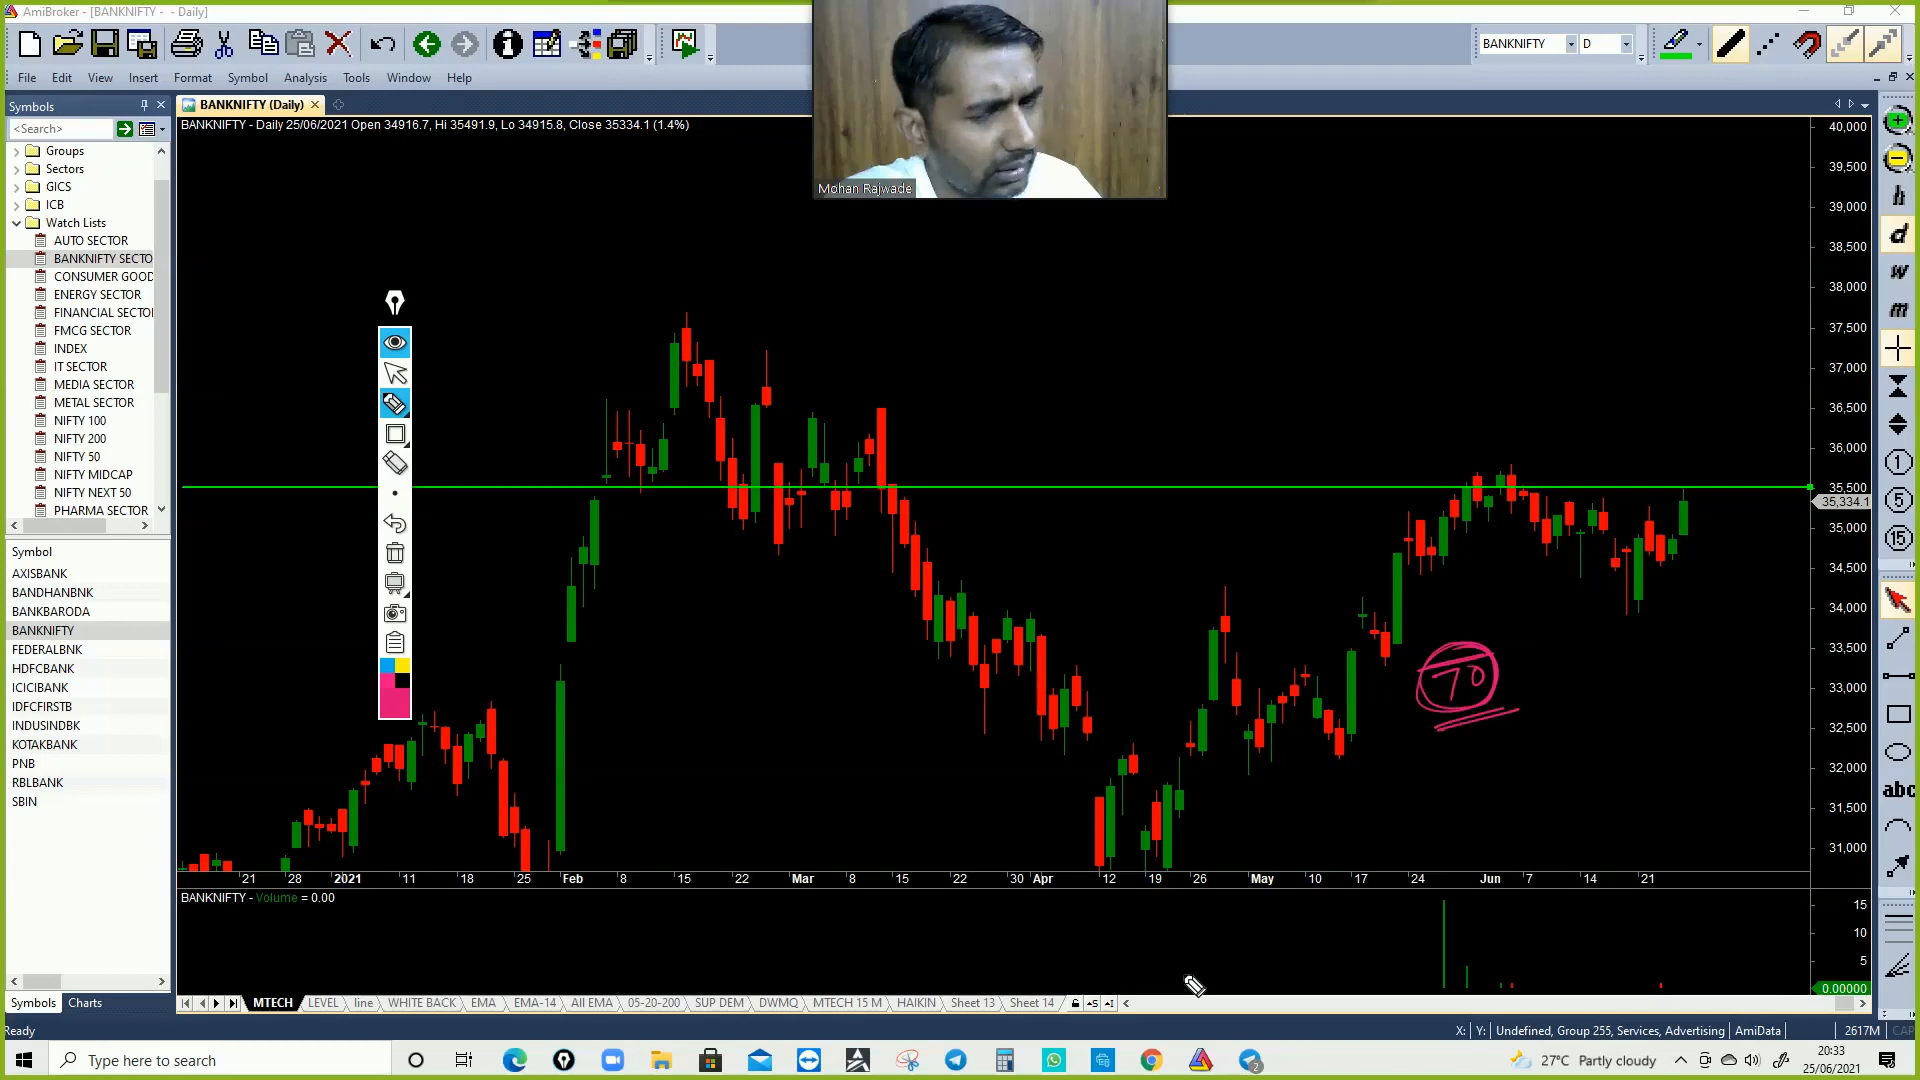 AmiBroker - [BANKNIFTY - - Daily]
BANKNIFTY D
File Edit View Insert Format Symbol Analysis Tools Window Help
Symbols
<Search>
Groups
Sectors
GICS
ICB
Watch Lists
AUTO SECTOR
BANKNIFTY SECTO
CONSUMER GOOD
ENERGY SECTOR
FINANCIAL SECTO
FMCG SECTOR
INDEX
IT SECTOR
MEDIA SECTOR
METAL SECTOR
NIFTY 100
NIFTY 200
NIFTY 50
NIFTY MIDCAP
NIFTY NEXT 50
PHARMA SECTOR
Symbol
AXISBANK
BANDHANBNK
BANKBARODA
BANKNIFTY
FEDERALBNK
HDFCBANK
ICICIBANK
IDFCFIRSTB
INDUSINDBK
KOTAKBANK
PNB
RBLBANK
SBIN
Symbols Charts
BANKNIFTY (Daily)
BANKNIFTY - Daily 25/06/2021 Open 34916.7, Hi 35491.9, Lo 34915.8, Close 35334.1 (1.4%)
Mohan Rajwade
40,000
39,500
39,000
38,500
38,000
37,500
37,000
36,500
36,000
35,500
35,334.1
35,000
34,500
34,000
33,500
33,000
32,500
32,000
31,500
31,000
70
21 28 2021 11 18 25 Feb 8 15 22 Mar 8 15 22 30 Apr 12 19 26 May 10 17 24 Jun 7 14 21
BANKNIFTY - Volume = 0.00
15
10
5
0.00000
h
d
w
m
1
5
15
abc
MTECH LEVEL line WHITE BACK EMA EMA-14 All EMA 05-20-200 SUP DEM DWMQ MTECH 15 M HAIKIN Sheet 13 Sheet 14
Ready
X: Y: Undefined, Group 255, Services, Advertising AmiData 2617M CAP
Type here to search
2
27°C Partly cloudy
20:33
25/06/2021